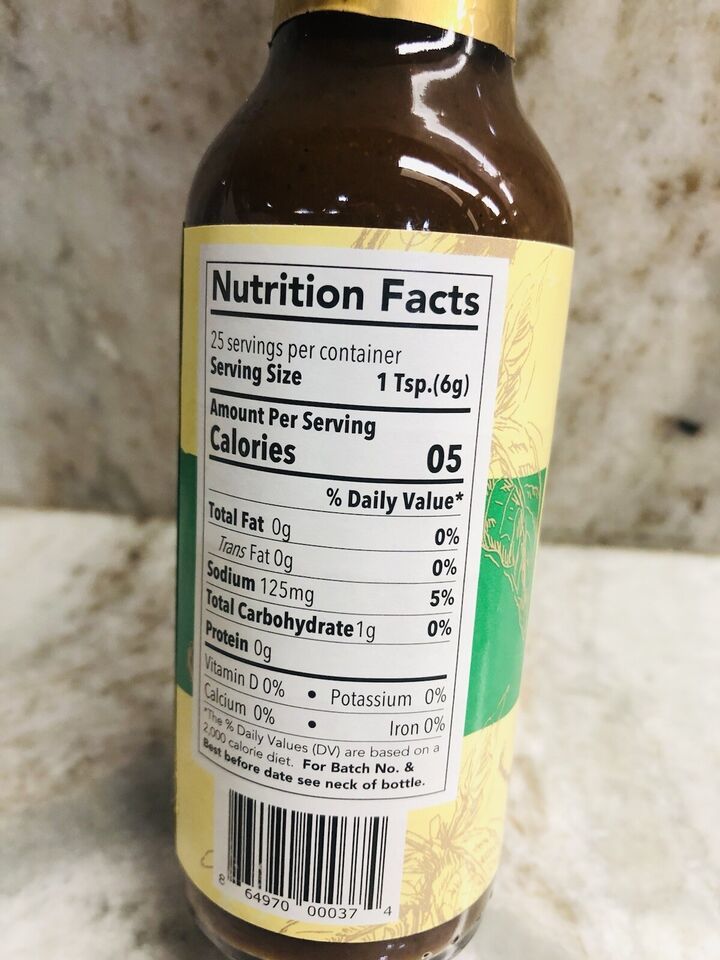 Nutrition Facts
25 servings per container
Serving Size 1 Tsp.(6g)
Amount Per Serving
Calories 05
% Daily Value*
Total Fat 0g 0%
Trans Fat 0g 0%
Sodium 125mg 5%
Total Carbohydrate 1g 0%
Protein 0g
Vitamin D 0% • Potassium 0%
Calcium 0% • Iron 0%
*The % Daily Values (DV) are based on a
2,000 calorie diet. For Batch No. &
Best before date see neck of bottle.
8 64970 00037 4